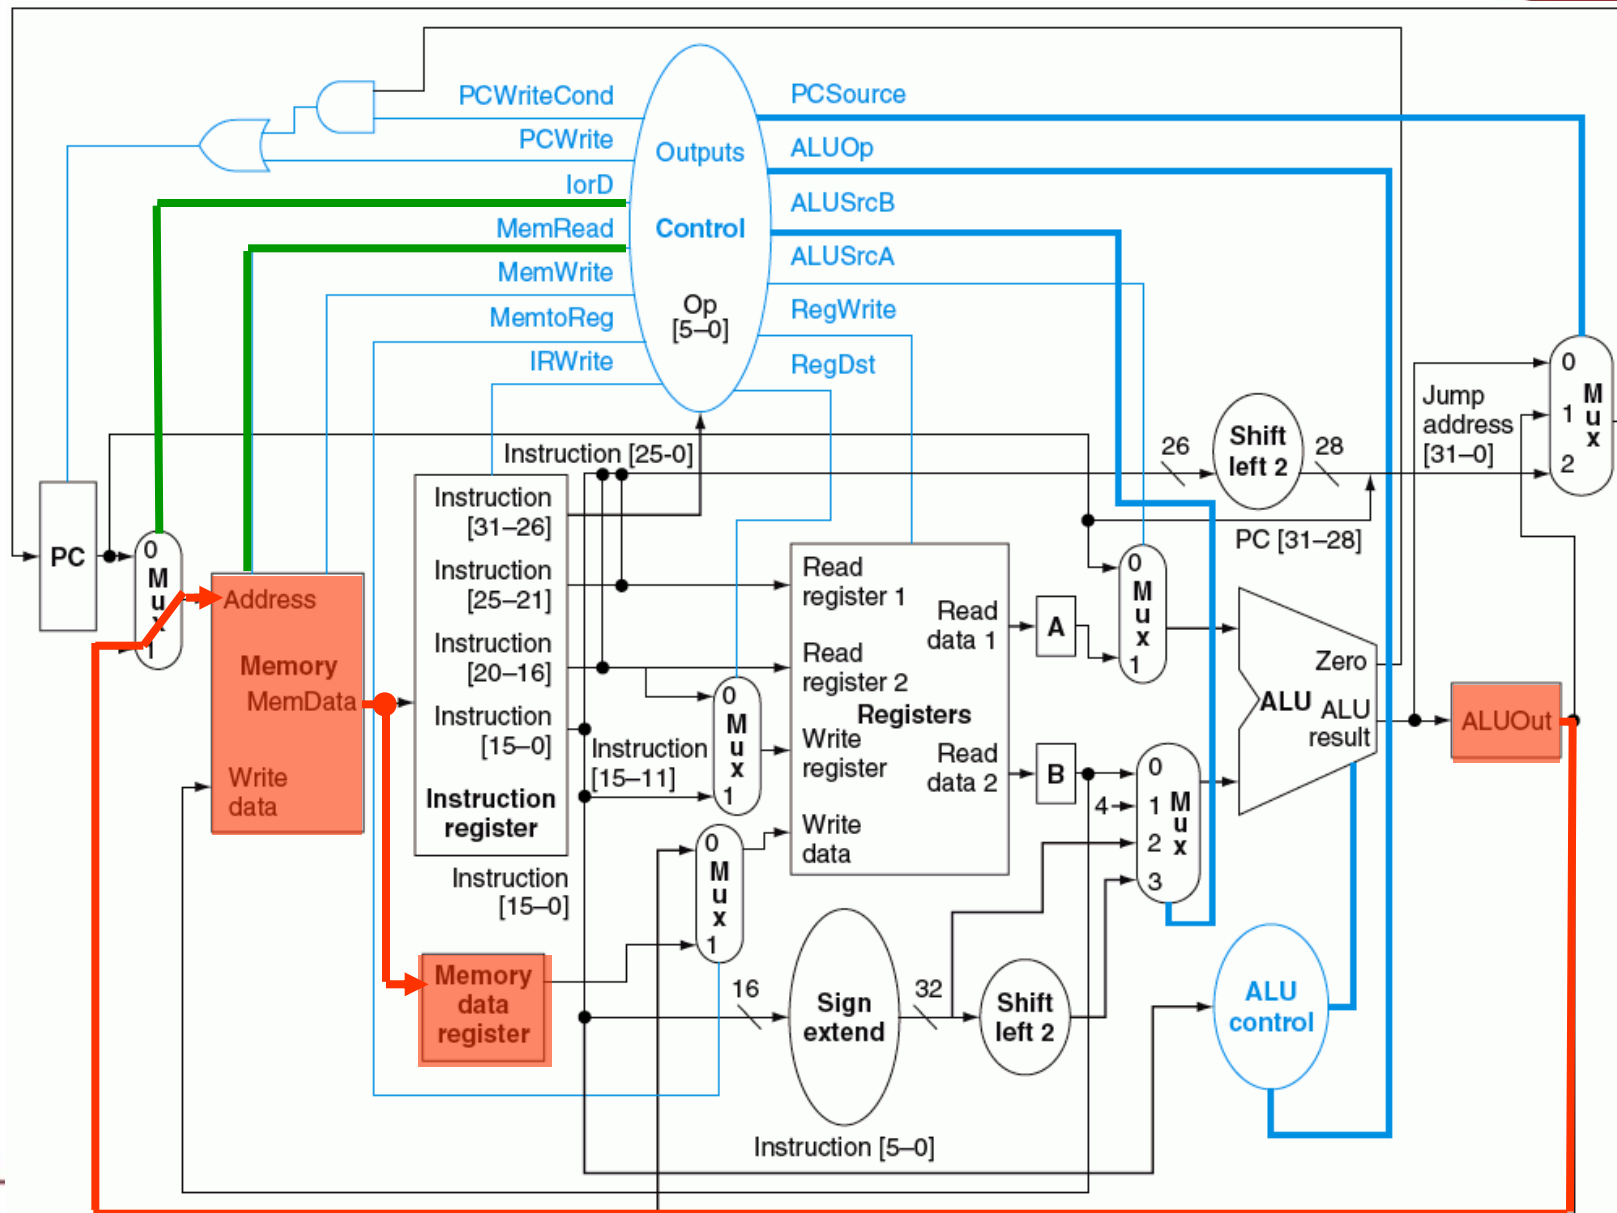 PCWriteCond
PCWrite
IorD
MemRead
MemWrite
MemtoReg
IRWrite
Outputs
Control
Op
[5–0]
PCSource
ALUOp
ALUSrcB
ALUSrcA
RegWrite
RegDst
PC
0
M
u
x
1
Address
Memory
MemData
Write
data
Instruction [25-0]
Instruction
[31–26]
Instruction
[25–21]
Instruction
[20–16]
Instruction
[15–0]
Instruction
register
Instruction
[15–0]
Memory
data
register
Instruction
[15–11]
0
M
u
x
1
0
M
u
x
1
Read
register 1
Read
register 2
Registers
Write
register
Write
data
Read
data 1
Read
data 2
A
B
4
0
M
u
x
1
0
1
2
3
M
u
x
16
Sign
extend
32
Shift
left 2
Instruction [5–0]
26
Shift
left 2
28
Jump
address
[31–0]
PC [31–28]
0
1
2
M
u
x
Zero
ALU
ALU
result
ALUOut
ALU
control